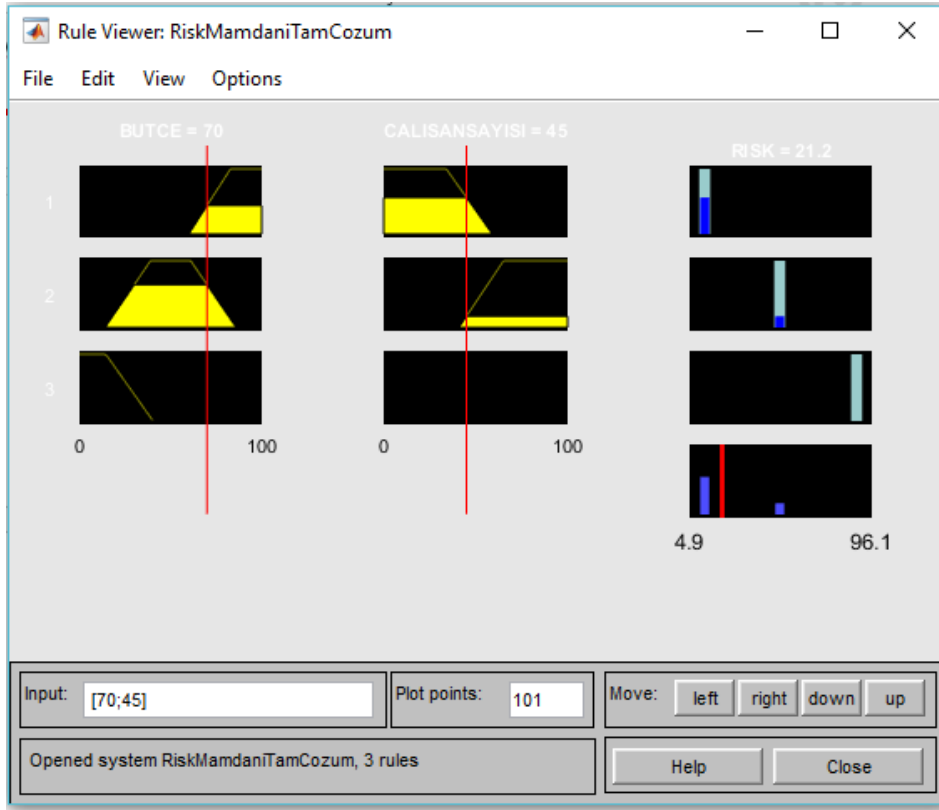 Rule Viewer: RiskMamdaniTamCozum
File Edit View Options
BUTCE = 70 CALISANSAYISI = 45 RISK = 21.2
1
2
3
0 100 0 100
4.9 96.1
Input: [70;45] Plot points: 101 Move: left right down up
Opened system RiskMamdaniTamCozum, 3 rules Help Close